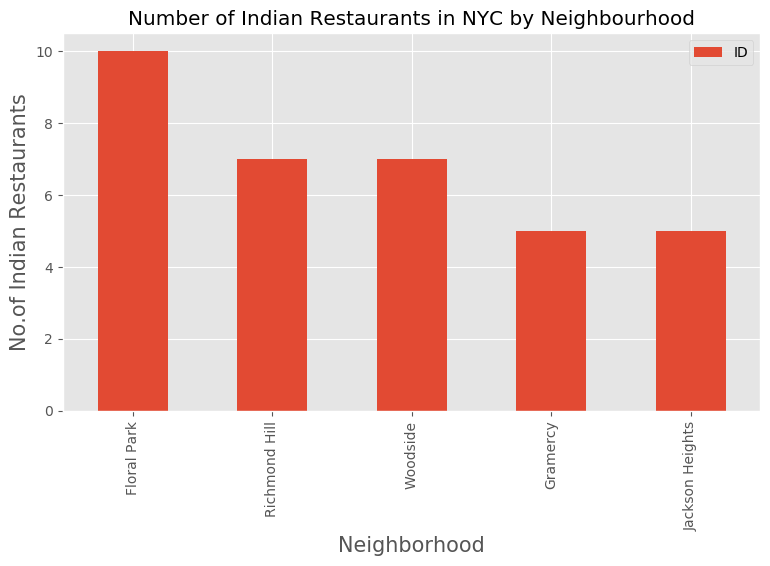 Number of Indian Restaurants in NYC by Neighbourhood
ID
No.of Indian Restaurants
10
8
6
4
2
0
Floral Park
Richmond Hill
Woodside
Gramercy
Jackson Heights
Neighborhood